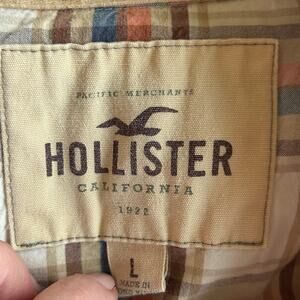 PACIFIC MERCHANTS
HOLLISTER
CALIFORNIA
1922
L
MADE IN